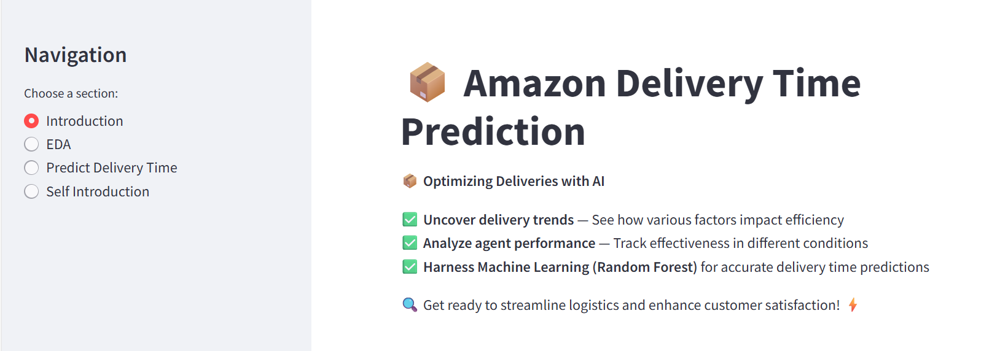 Navigation
Choose a section:
Introduction
EDA
Predict Delivery Time
Self Introduction
📦 Amazon Delivery Time
Prediction
📦 Optimizing Deliveries with AI
✅ Uncover delivery trends — See how various factors impact efficiency
✅ Analyze agent performance — Track effectiveness in different conditions
✅ Harness Machine Learning (Random Forest) for accurate delivery time predictions
🔍 Get ready to streamline logistics and enhance customer satisfaction! ⚡